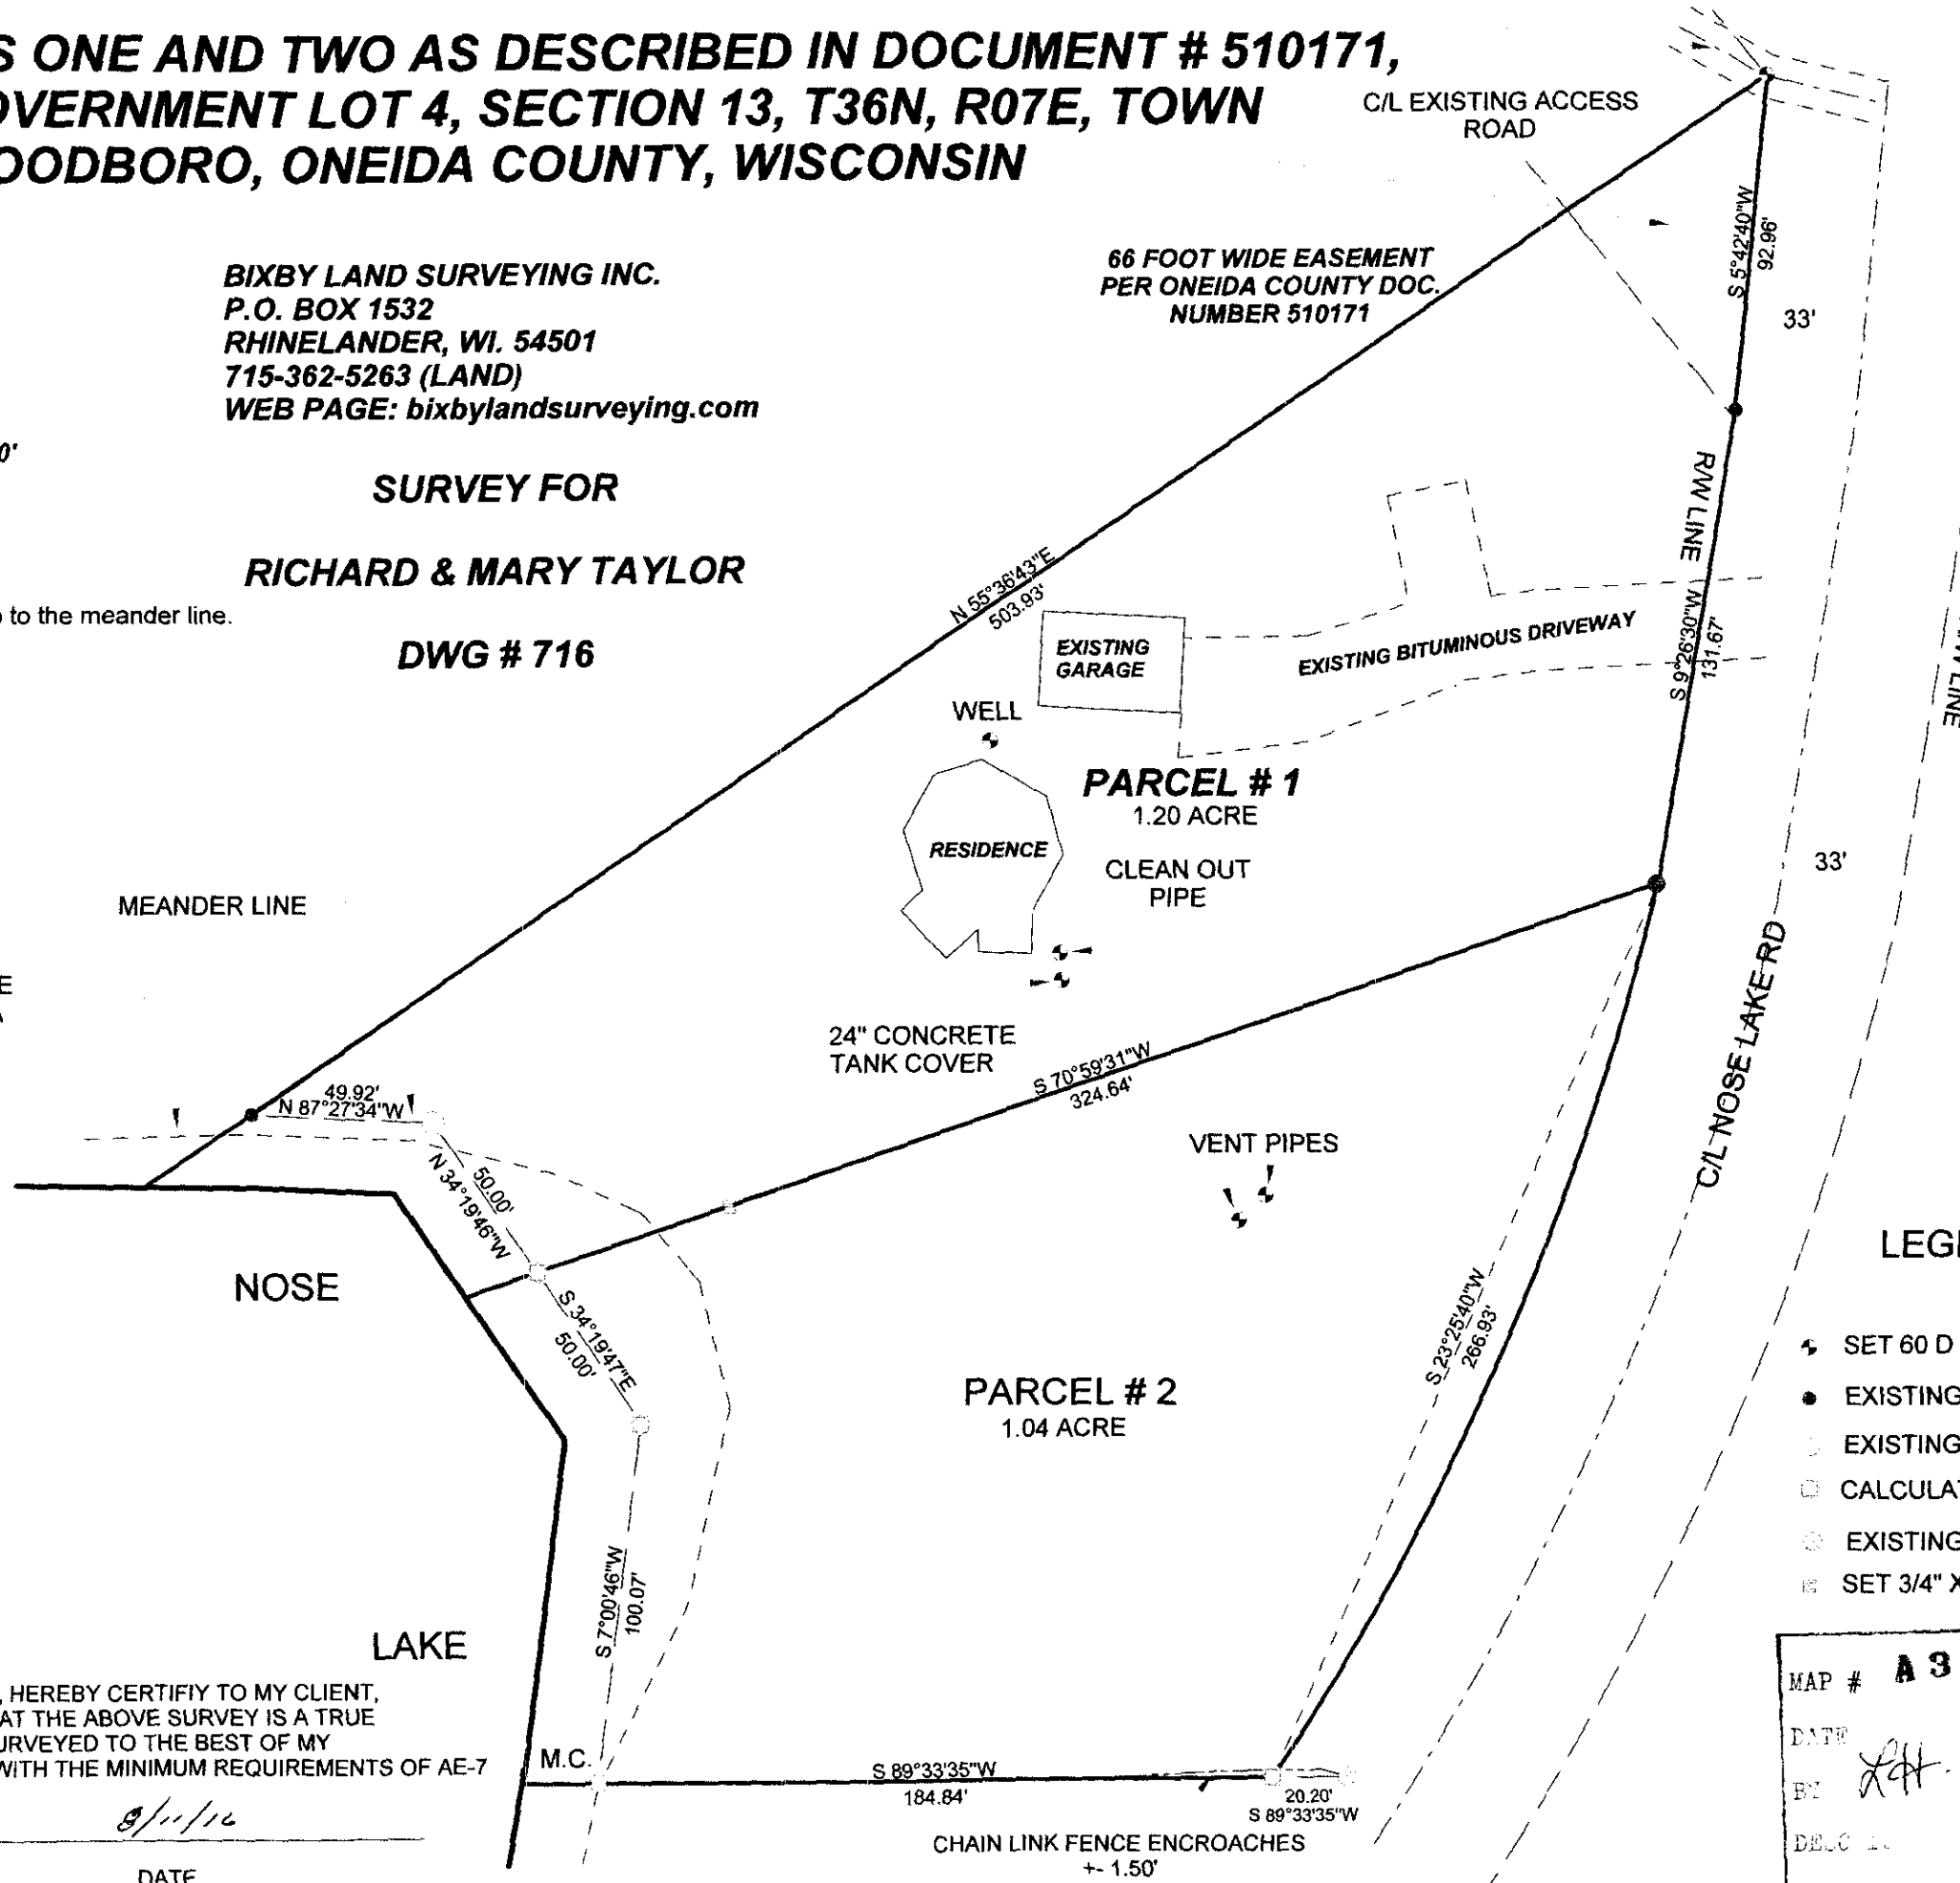 S ONE AND TWO AS DESCRIBED IN DOCUMENT # 510171,
OVERNMENT LOT 4, SECTION 13, T36N, R07E, TOWN
OODBORO, ONEIDA COUNTY, WISCONSIN
C/L EXISTING ACCESS
ROAD
BIXBY LAND SURVEYING INC.
P.O. BOX 1532
RHINELANDER, WI. 54501
715-362-5263 (LAND)
WEB PAGE: bixbylandsurveying.com
66 FOOT WIDE EASEMENT
PER ONEIDA COUNTY DOC.
NUMBER 510171
S 5°42'40"W
92.96'
33'
0'
SURVEY FOR
RICHARD & MARY TAYLOR
to the meander line.
DWG # 716
N 55°36'43"E
503.93'
R/W LINE
S 9°26'30"W
131.67'
LINE
EXISTING
GARAGE
EXISTING BITUMINOUS DRIVEWAY
WELL
PARCEL # 1
1.20 ACRE
RESIDENCE
CLEAN OUT
PIPE
33'
MEANDER LINE
E
24" CONCRETE
TANK COVER
S 70°59'31"W
324.64'
C/L NOSE LAKE RD
49.92'
N 87°27'34"W
50.00'
N 34°19'46"W
VENT PIPES
NOSE
S 34°19'47"E
50.00'
S 23°25'40"W
266.93'
PARCEL # 2
1.04 ACRE
LEG
SET 60 D
EXISTING
EXISTING
CALCULA
EXISTING
SET 3/4" X
S 7°00'46"W
100.07'
LAKE
, HEREBY CERTIFIY TO MY CLIENT,
AT THE ABOVE SURVEY IS A TRUE
URVEYED TO THE BEST OF MY
WITH THE MINIMUM REQUIREMENTS OF AE-7
M.C.
S 89°33'35"W
184.84'
20.20'
S 89°33'35"W
CHAIN LINK FENCE ENCROACHES
+- 1.50'
8/11/16
DATE
MAP # A 3
DATE
BY LH.
DESC